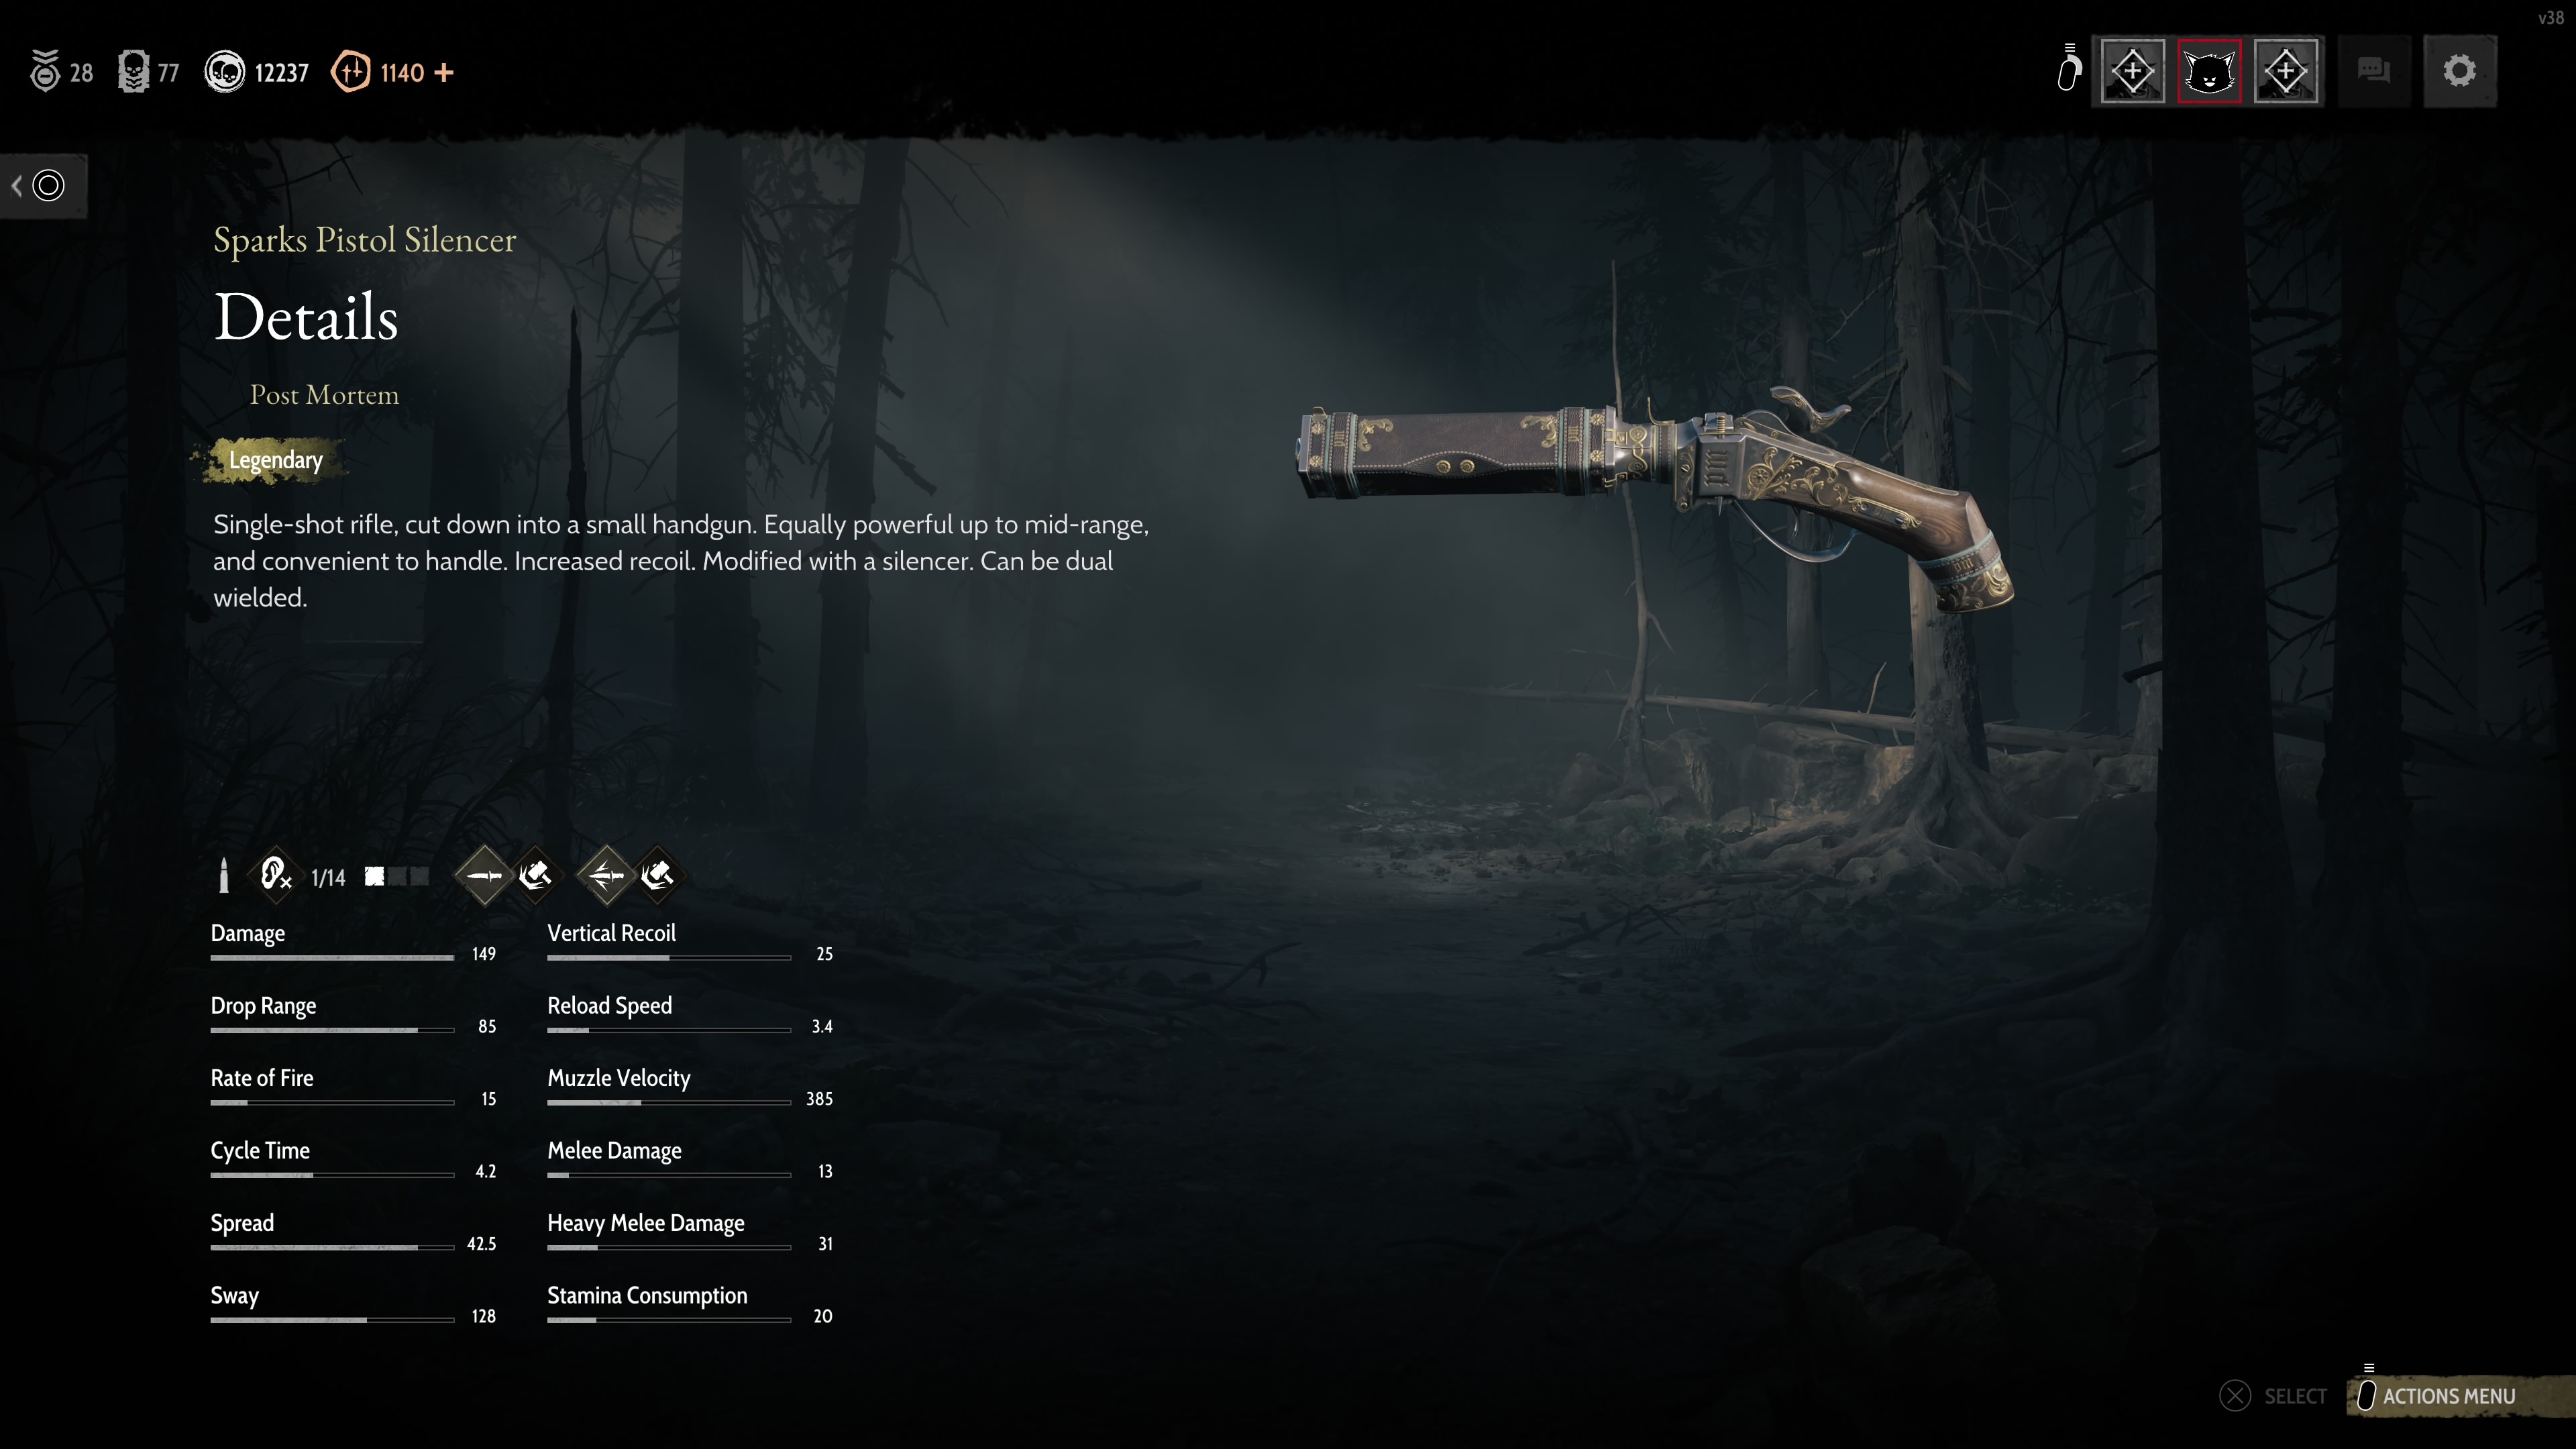 v38
28
77
12237
1140 +
Sparks Pistol Silencer
Details
Post Mortem
Legendary
Single-shot rifle, cut down into a small handgun. Equally powerful up to mid-range,
and convenient to handle. Increased recoil. Modified with a silencer. Can be dual
wielded.
pm
pm
pm
pm
1/14
Damage 149
Vertical Recoil 25
Drop Range 85
Reload Speed 3.4
Rate of Fire 15
Muzzle Velocity 385
Cycle Time 4.2
Melee Damage 13
Spread 42.5
Heavy Melee Damage 31
Sway 128
Stamina Consumption 20
SELECT
ACTIONS MENU